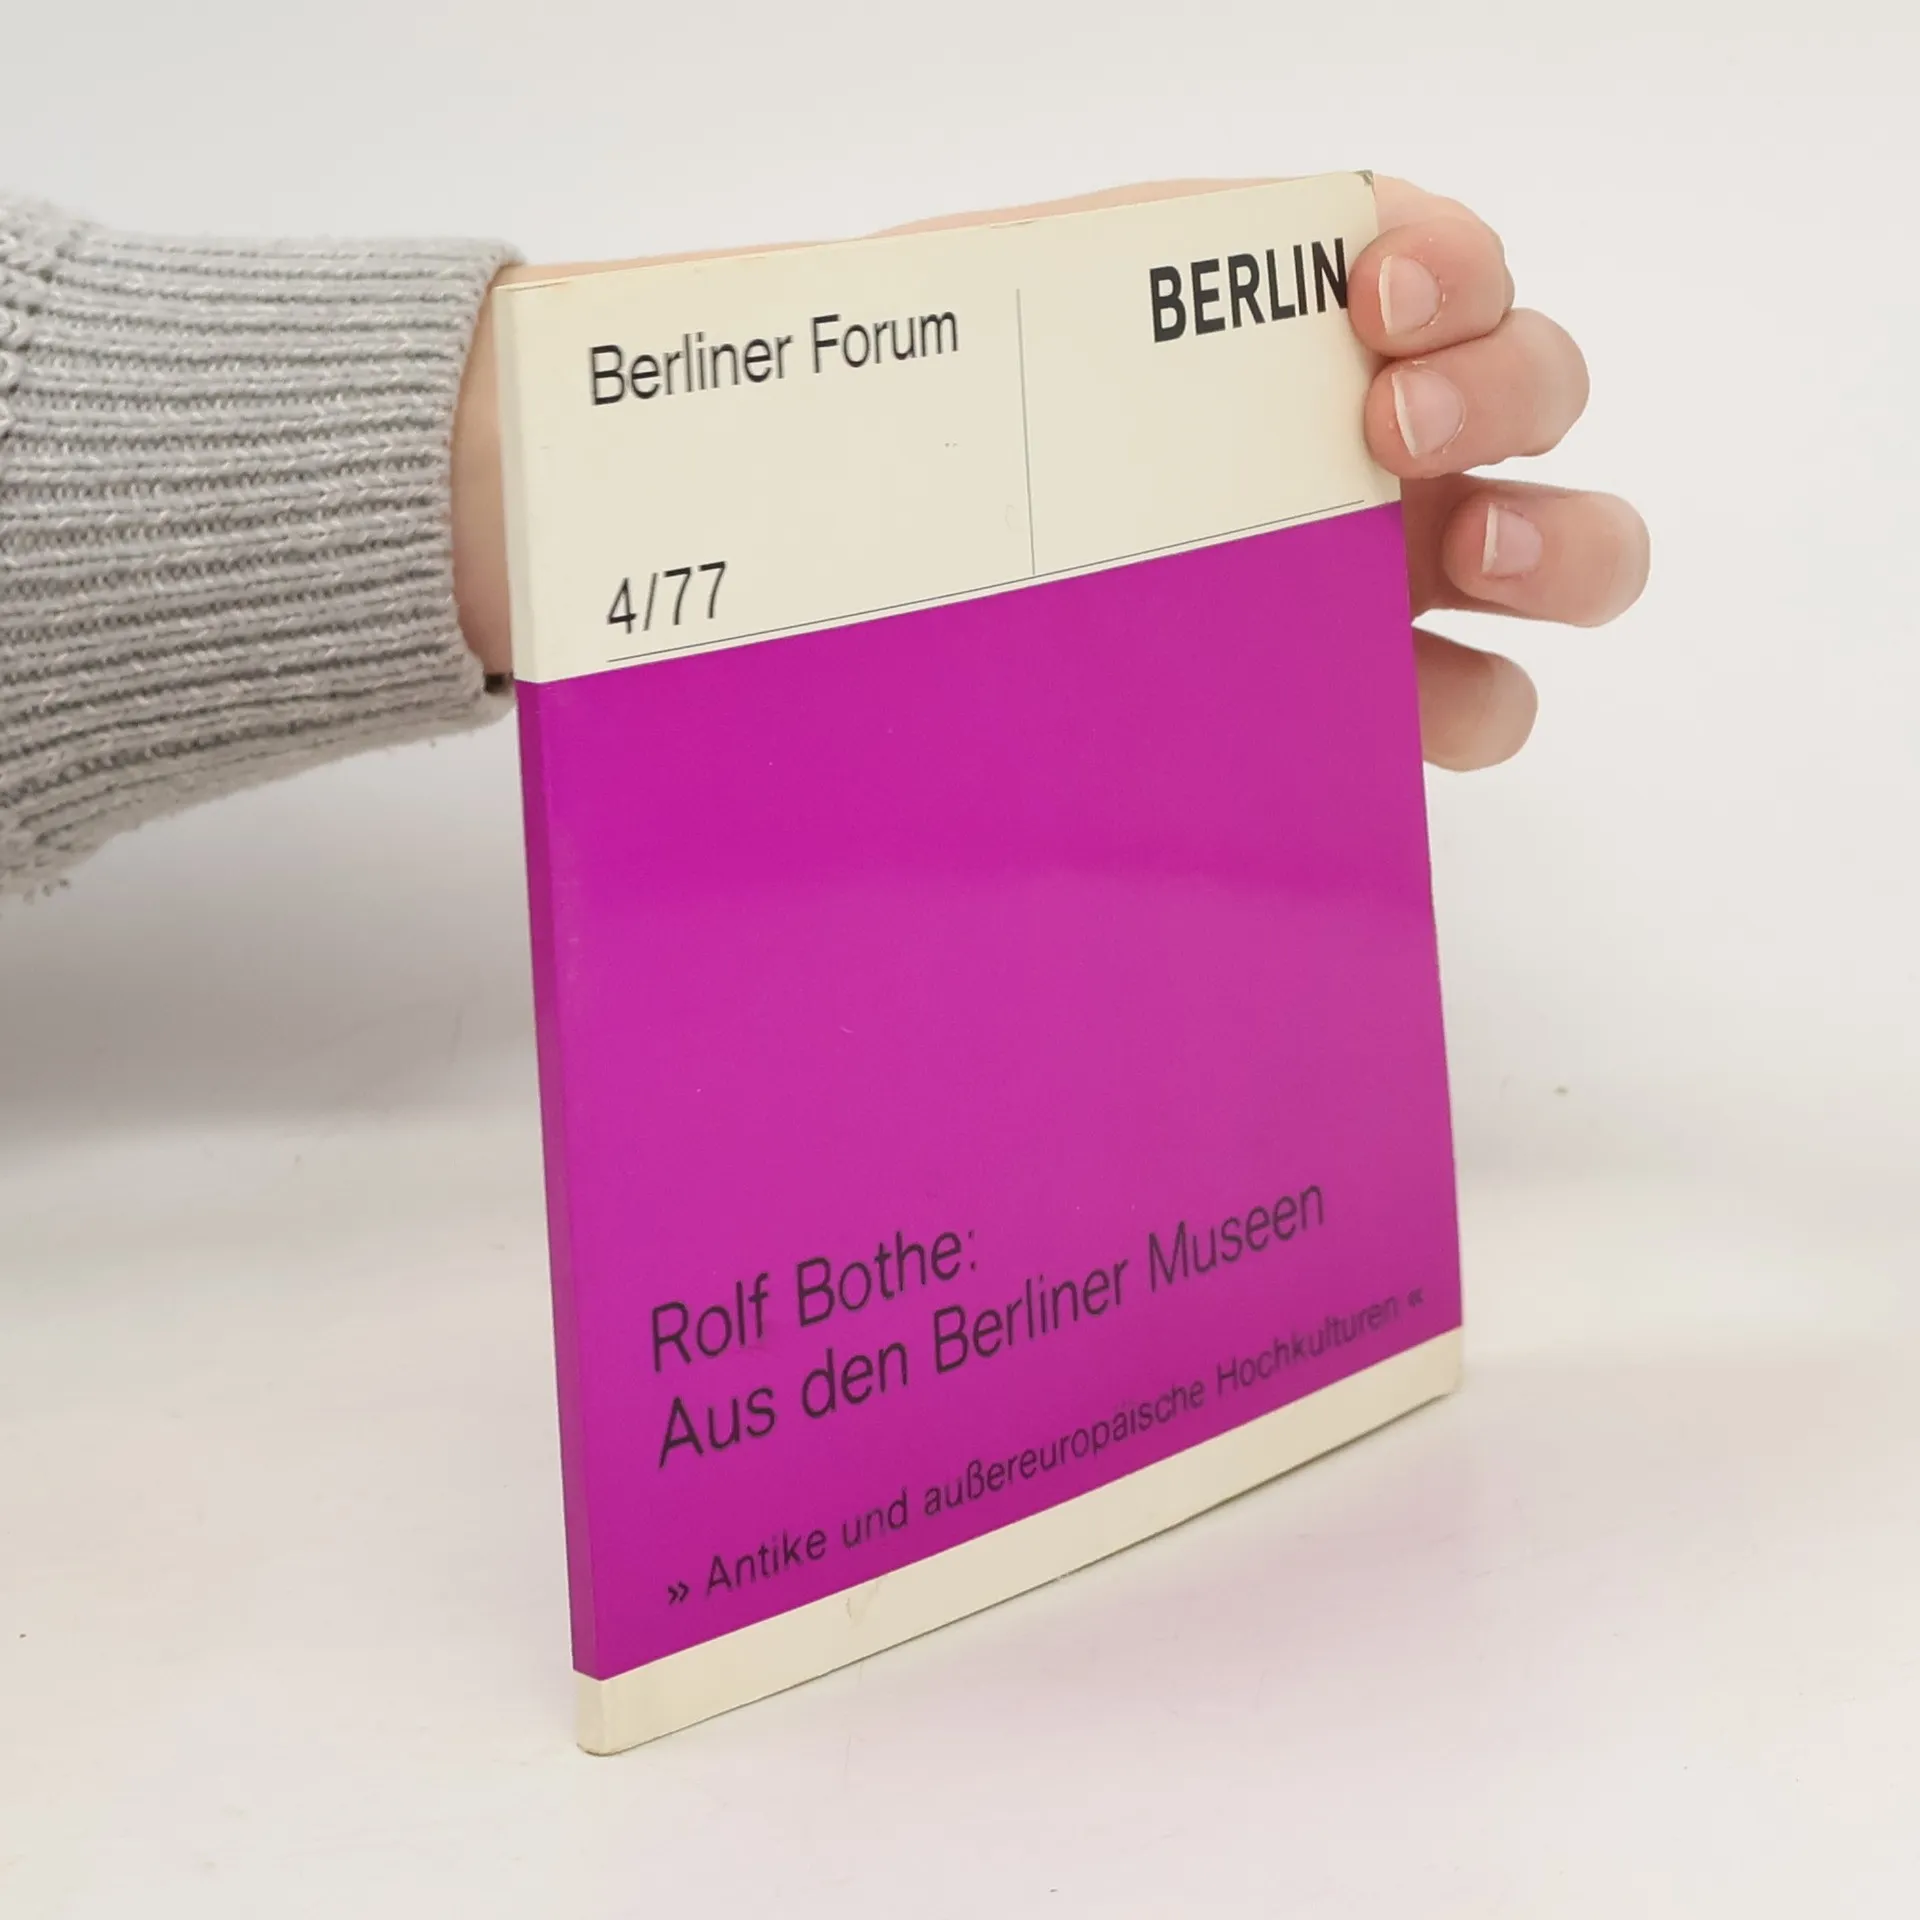 Berliner Forum
BERLIN
4/77
Rolf Bothe:
Aus den Berliner Museen
» Antike und außereuropäische Hochkulturen «